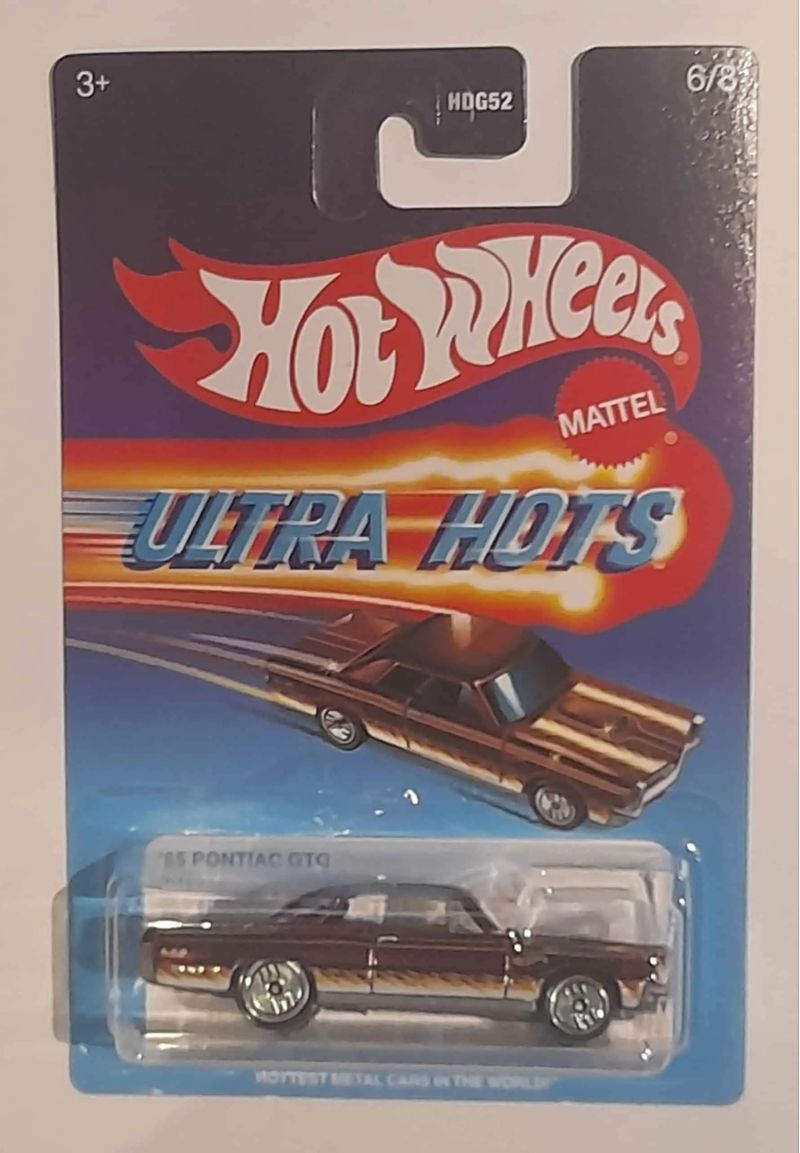 3+
HDG52
6/8
HOT WHEELS
MATTEL
ULTRA HOTS
'65 PONTIAC GTO
HOTTEST METAL CARS IN THE WORLD!